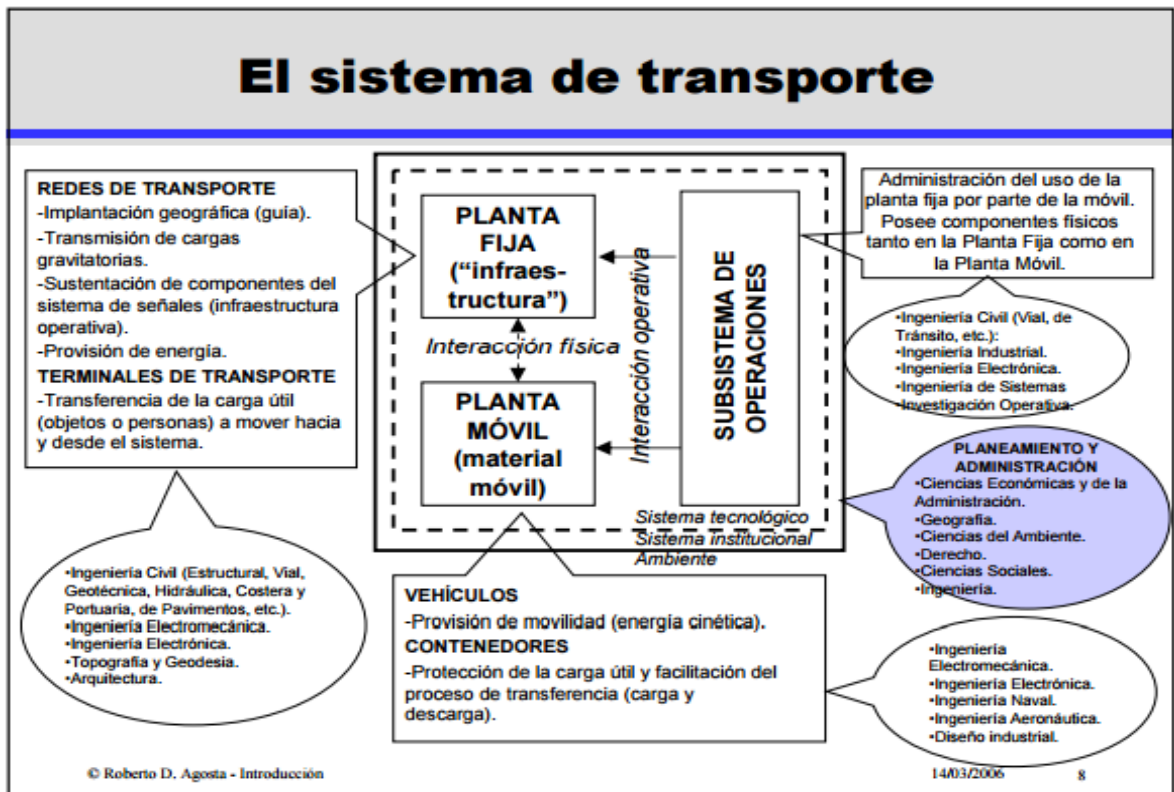 El sistema de transporte
REDES DE TRANSPORTE
-Implantación geográfica (guía).
-Transmisión de cargas
gravitatorias.
-Sustentación de componentes del
sistema de señales (infraestructura
operativa).
-Provisión de energía.
TERMINALES DE TRANSPORTE
-Transferencia de la carga útil
(objetos o personas) a mover hacia
y desde el sistema.
•Ingeniería Civil (Estructural, Vial,
Geotécnica, Hidráulica, Costera y
Portuaria, de Pavimentos, etc.).
•Ingeniería Electromecánica.
•Ingeniería Electrónica.
•Topografía y Geodesia.
•Arquitectura.
PLANTA
FIJA
(“infraes-
tructura”)
Interacción física
PLANTA
MÓVIL
(material
móvil)
Interacción operativa
SUBSISTEMA DE
OPERACIONES
Sistema tecnológico
Sistema institucional
Ambiente
VEHÍCULOS
-Provisión de movilidad (energía cinética).
CONTENEDORES
-Protección de la carga útil y facilitación del
proceso de transferencia (carga y
descarga).
Administración del uso de la
planta fija por parte de la móvil.
Posee componentes físicos
tanto en la Planta Fija como en
la Planta Móvil.
•Ingeniería Civil (Vial, de
Tránsito, etc.):
•Ingeniería Industrial.
•Ingeniería Electrónica.
•Ingeniería de Sistemas
•Investigación Operativa.
PLANEAMIENTO Y
ADMINISTRACIÓN
•Ciencias Económicas y de la
Administración.
•Geografía.
•Ciencias del Ambiente.
•Derecho.
•Ciencias Sociales.
•Ingeniería.
•Ingeniería
Electromecánica.
•Ingeniería Electrónica.
•Ingeniería Naval.
•Ingeniería Aeronáutica.
•Diseño industrial.
© Roberto D. Agosta - Introducción
14/03/2006
8